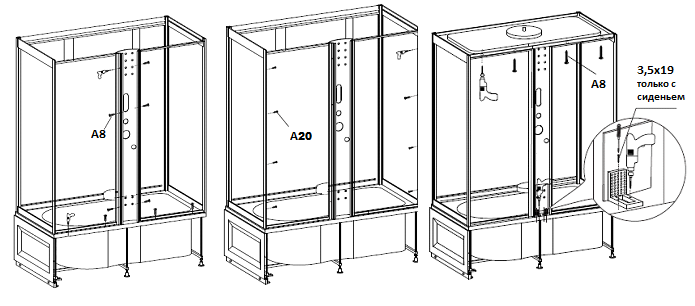 A8
A20
A8
3,5x19
только с
сиденьем